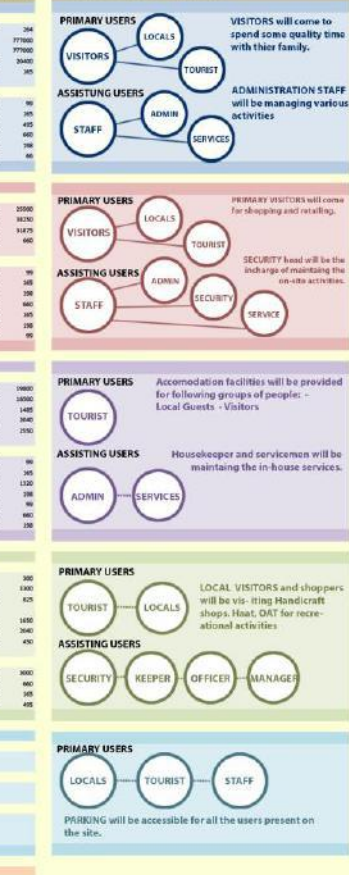 264
777600
777600
20400
165
PRIMARY USERS
VISITORS
LOCALS
TOURIST
VISITORS will come to
spend some quality time
with thier family.
ASSISTUNG USERS
STAFF
ADMIN
SERVICES
ADMINISTRATION STAFF
will be managing various
activities
PRIMARY USERS
VISITORS
LOCALS
TOURIST
PRIMARY VISITORS will come
for shopping and retailing.
ASSISTING USERS
STAFF
ADMIN
SECURITY
SERVICE
SECURITY head will be the
incharge of maintaing the
on-site activities.
PRIMARY USERS
TOURIST
Accomodation facilities will be provided
for following groups of people: -
Local Guests - Visitors
ASSISTING USERS
ADMIN
SERVICES
Housekeeper and servicemen will be
maintaing the in-house services.
PRIMARY USERS
TOURIST
LOCALS
LOCAL VISITORS and shoppers
will be vis- iting Handicraft
shops. Haat, OAT for recre-
ational activities
ASSISTING USERS
SECURITY
KEEPER
OFFICER
MANAGER
PRIMARY USERS
LOCALS
TOURIST
STAFF
PARKING will be accessible for all the users present on
the site.